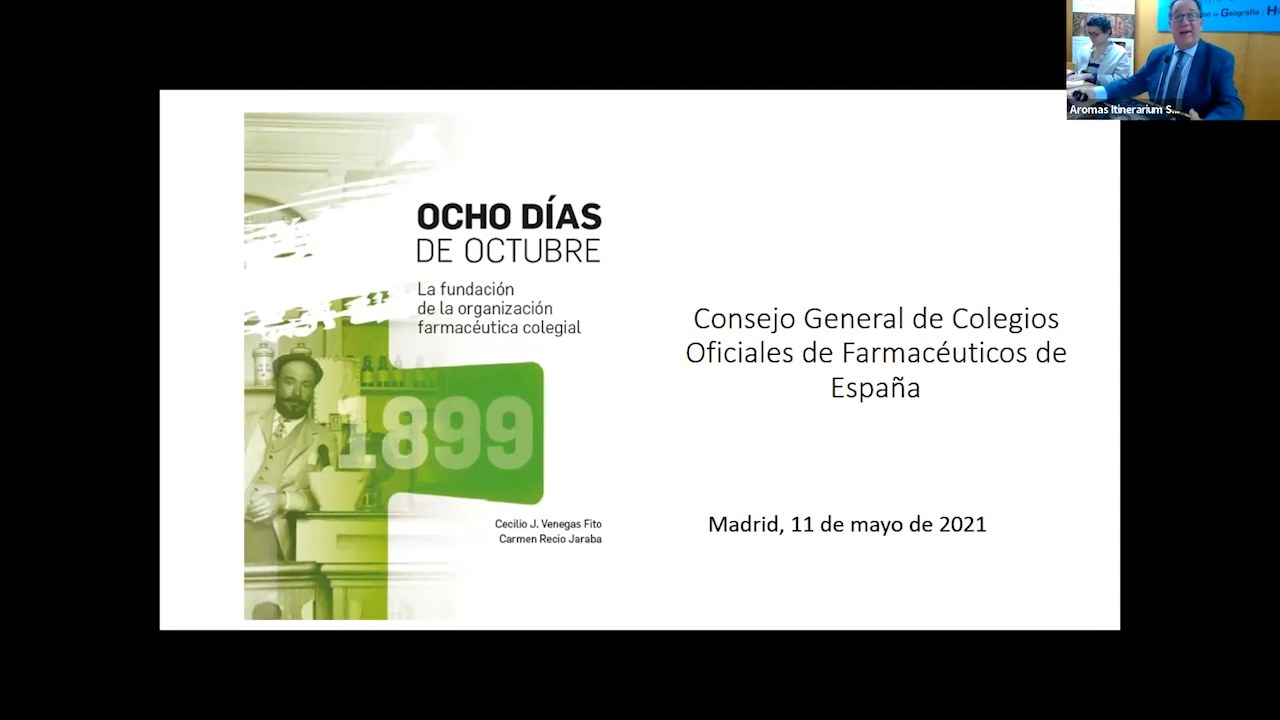 Geografia i
Aromas Itinerarium S...
OCHO DÍAS
DE OCTUBRE
La fundación
de la organización
farmacéutica colegial
1899
Cecilio J. Venegas Fito
Carmen Recio Jaraba
Consejo General de Colegios
Oficiales de Farmacéuticos de
España
Madrid, 11 de mayo de 2021